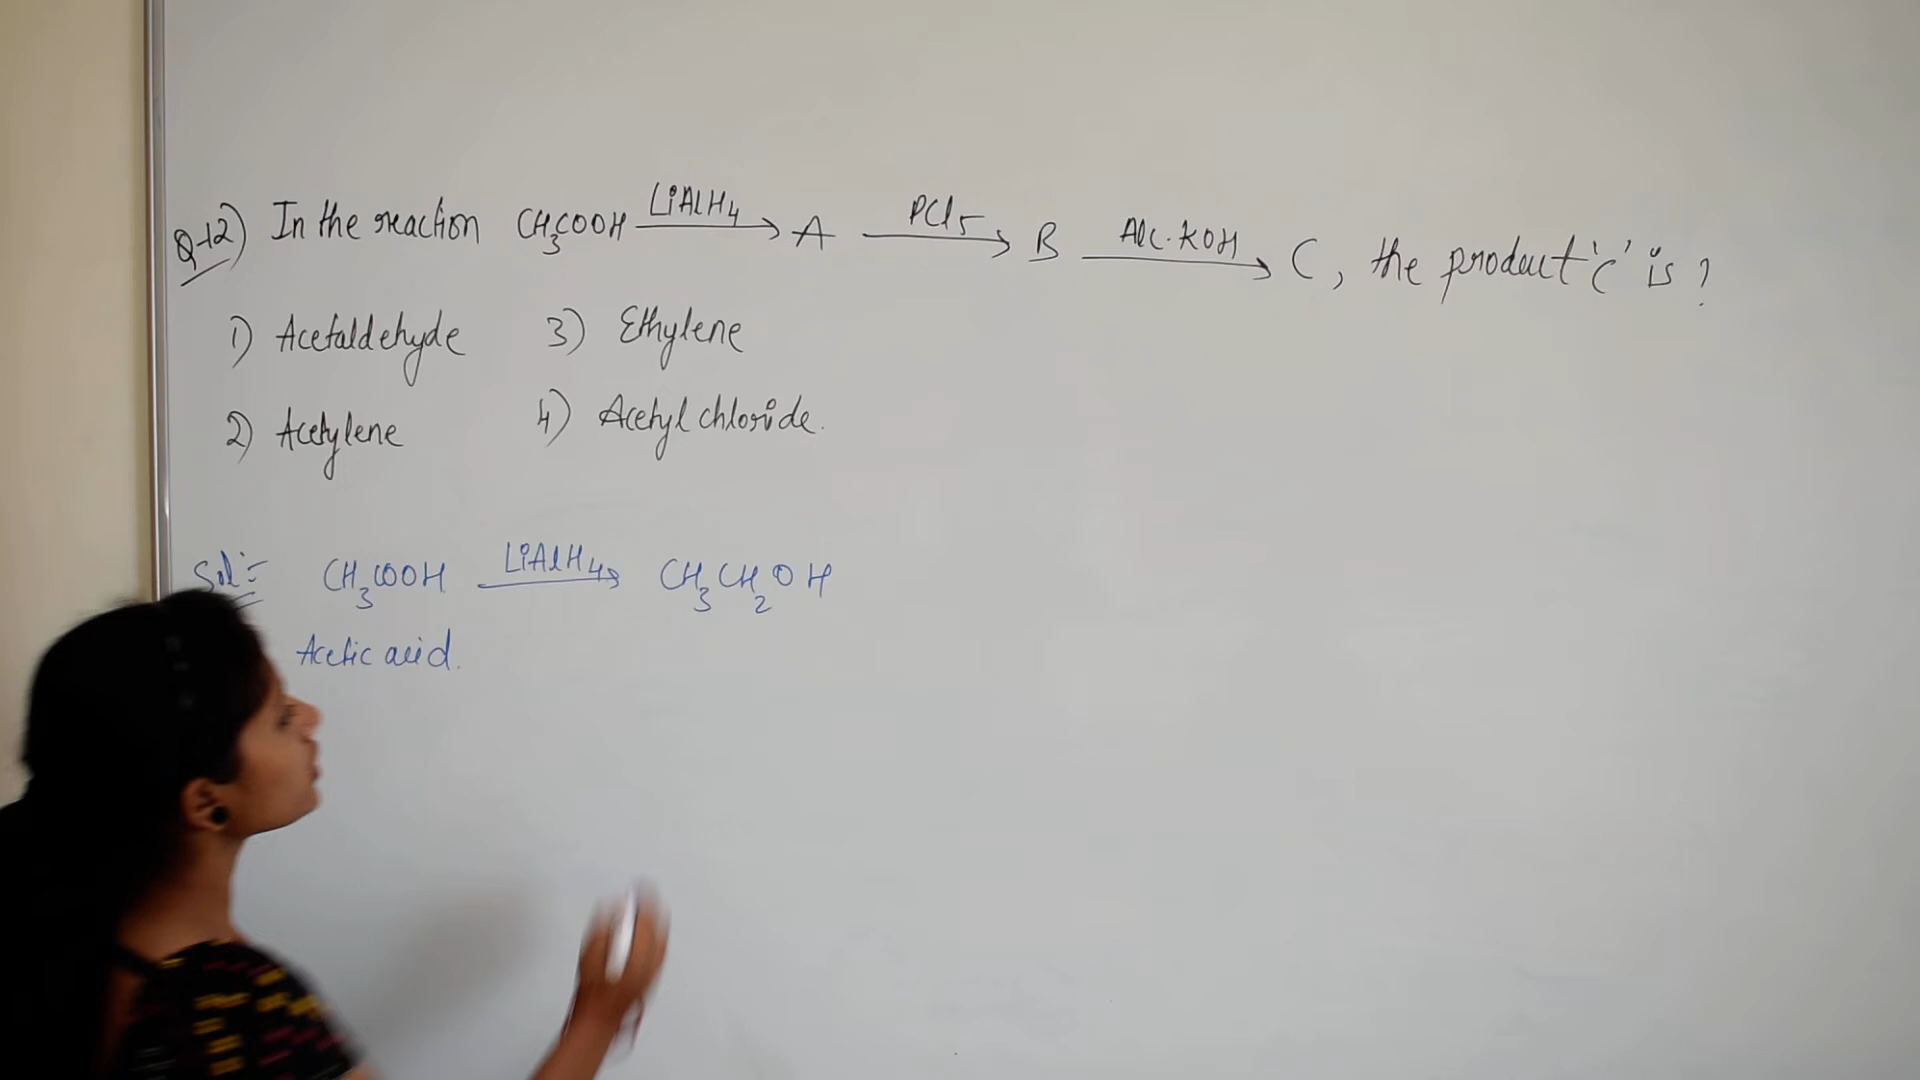 Q-12) In the reaction CH3COOH LiAlH4→ A PCl5→ B Alc.KOH→ C, the product 'C' is?
1) Acetaldehyde 3) Ethylene
2) Acetylene 4) Acetyl chloride.
Sol:- CH3COOH LiAlH4→ CH3CH2OH
Acetic acid.